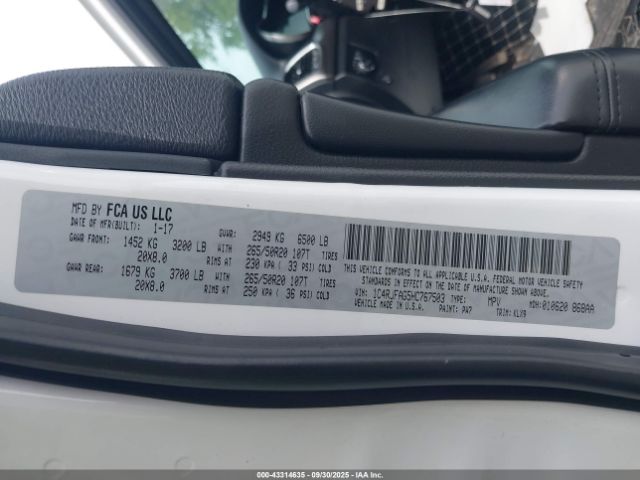 MFD BY FCA US LLC
DATE OF MFR(BUILT): 1-17 GVWR: 2949 KG 6500 LB
GAWR FRONT: 1452 KG 3200 LB WITH 265/50R20 107T TIRES
20X8.0 RIMS AT 230 KPA ( 33 PSI) COLD
GAWR REAR: 1679 KG 3700 LB WITH 265/50R20 107T TIRES
20X8.0 RIMS AT 250 KPA ( 36 PSI) COLD
THIS VEHICLE CONFORMS TO ALL APPLICABLE U.S.A. FEDERAL MOTOR VEHICLE SAFETY
STANDARDS IN EFFECT ON THE DATE OF MANUFACTURE SHOWN ABOVE.
VIN: 1C4RJFAG5HC767503 TYPE: MPV MDH:010620 868AA
VEHICLE MADE IN U.S.A. PAINT: PW7 TRIM: KLX9
000-43314635 - 09/30/2025 - IAAI.COM